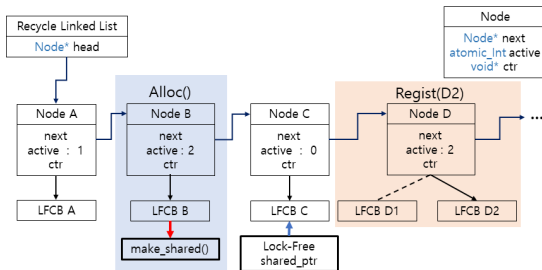 Recycle Linked List
Node* head
Node
Node* next
atomic_Int active
void* ctr
Alloc()
Regist(D2)
Node A
next
active : 1
ctr
Node B
next
active : 2
ctr
Node C
next
active : 0
ctr
Node D
next
active : 2
ctr
...
LFCB A
LFCB B
LFCB C
LFCB D1
LFCB D2
make_shared()
Lock-Free
shared_ptr